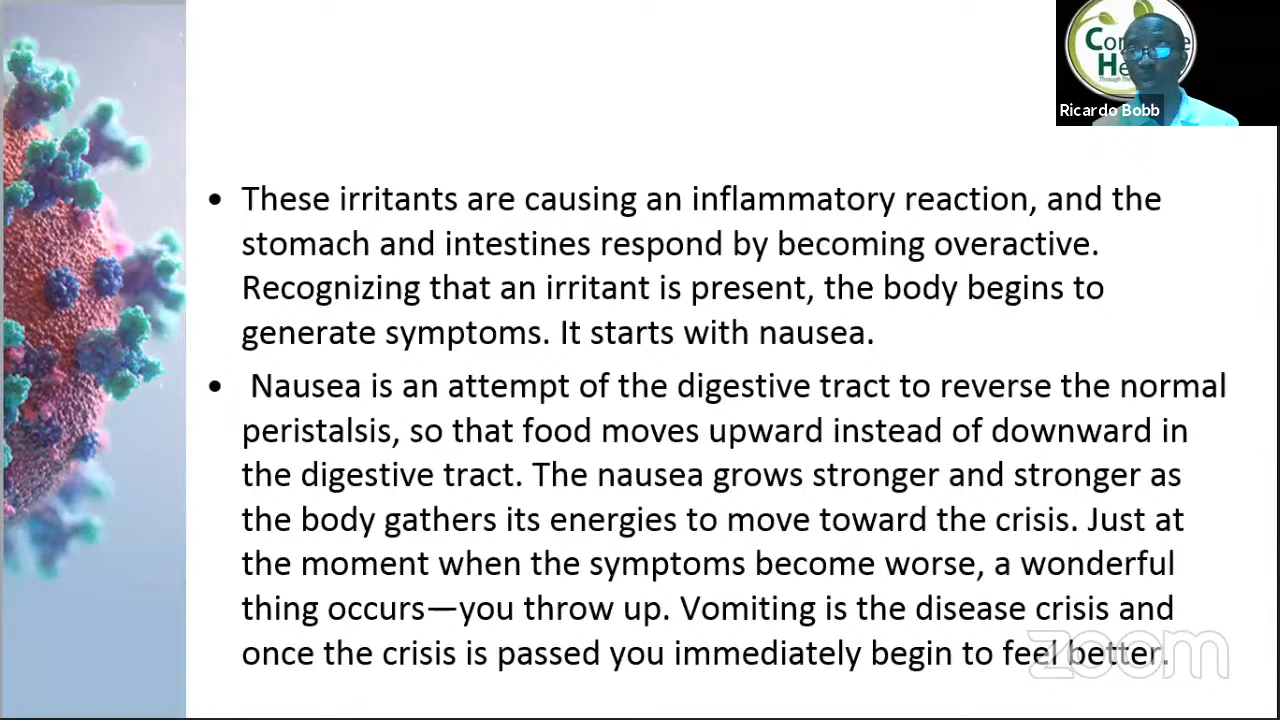 Ricardo Bobb
• These irritants are causing an inflammatory reaction, and the
stomach and intestines respond by becoming overactive.
Recognizing that an irritant is present, the body begins to
generate symptoms. It starts with nausea.
• Nausea is an attempt of the digestive tract to reverse the normal
peristalsis, so that food moves upward instead of downward in
the digestive tract. The nausea grows stronger and stronger as
the body gathers its energies to move toward the crisis. Just at
the moment when the symptoms become worse, a wonderful
thing occurs—you throw up. Vomiting is the disease crisis and
once the crisis is passed you immediately begin to feel better.
zoom